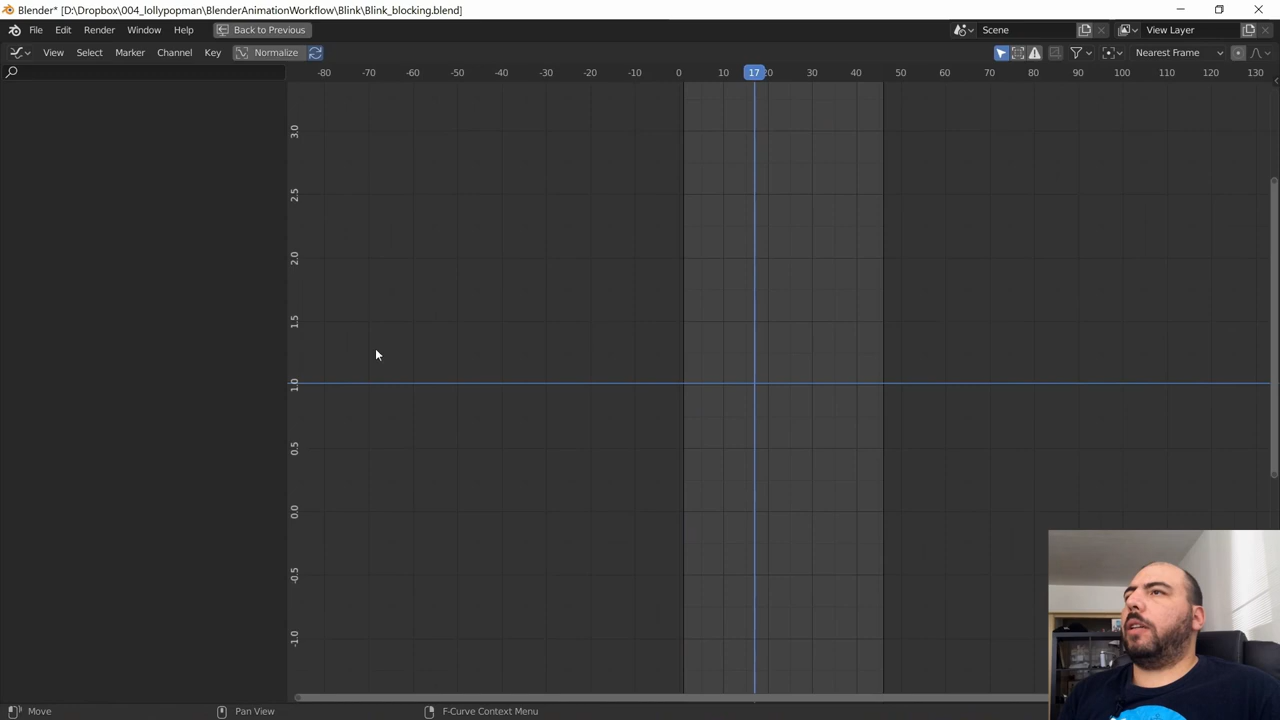 Blender* [D:\Dropbox\004_lollypopman\BlenderAnimationWorkflow\Blink\Blink_blocking.blend]
File Edit Render Window Help Back to Previous Scene View Layer
View Select Marker Channel Key Normalize Nearest Frame
-80 -70 -60 -50 -40 -30 -20 -10 0 10 17 20 30 40 50 60 70 80 90 100 110 120 130
3.0
2.5
2.0
1.5
1.0
0.5
0.0
-0.5
-1.0
Move Pan View F-Curve Context Menu